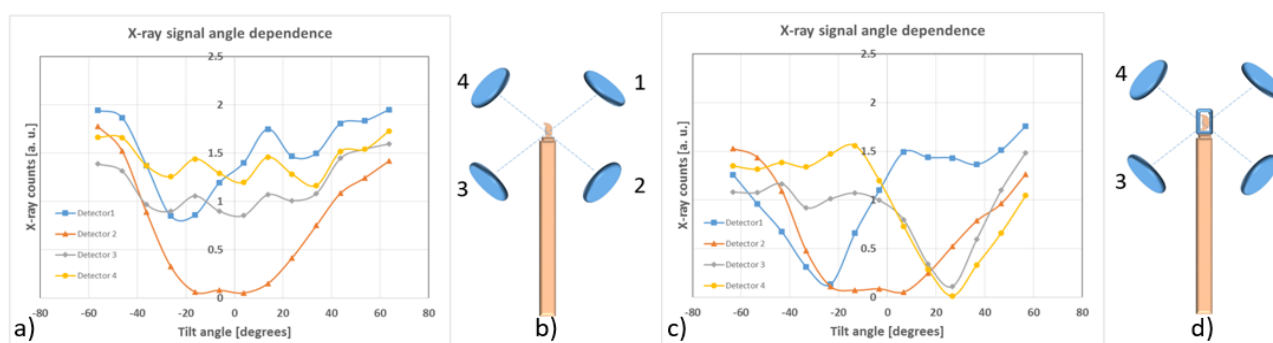 X-ray signal angle dependence
2.5
2
1.5
1
0.5
0
X-ray counts [a. u.]
-80 -60 -40 -20 0 20 40 60 80
Tilt angle [degrees]
Detector1
Detector 2
Detector 3
Detector 4
a)
4
1
3
2
b)
X-ray signal angle dependence
2.5
2
1.5
1
0.5
0
X-ray counts [a. u.]
-80 -60 -40 -20 0 20 40 60 80
Tilt angle [degrees]
Detector1
Detector 2
Detector 3
Detector 4
c)
4
3
d)